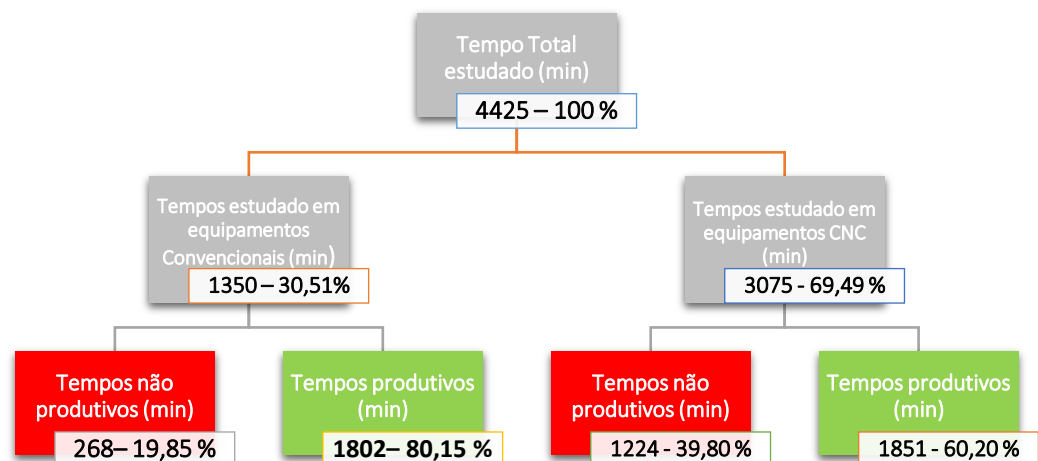 Tempo Total
estudado (min)
4425 – 100 %
Tempos estudado em
equipamentos
Convencionais (min)
1350 – 30,51%
Tempos estudado em
equipamentos CNC
(min)
3075 - 69,49 %
Tempos não
produtivos (min)
268– 19,85 %
Tempos produtivos
(min)
1802– 80,15 %
Tempos não
produtivos (min)
1224 - 39,80 %
Tempos produtivos
(min)
1851 - 60,20 %